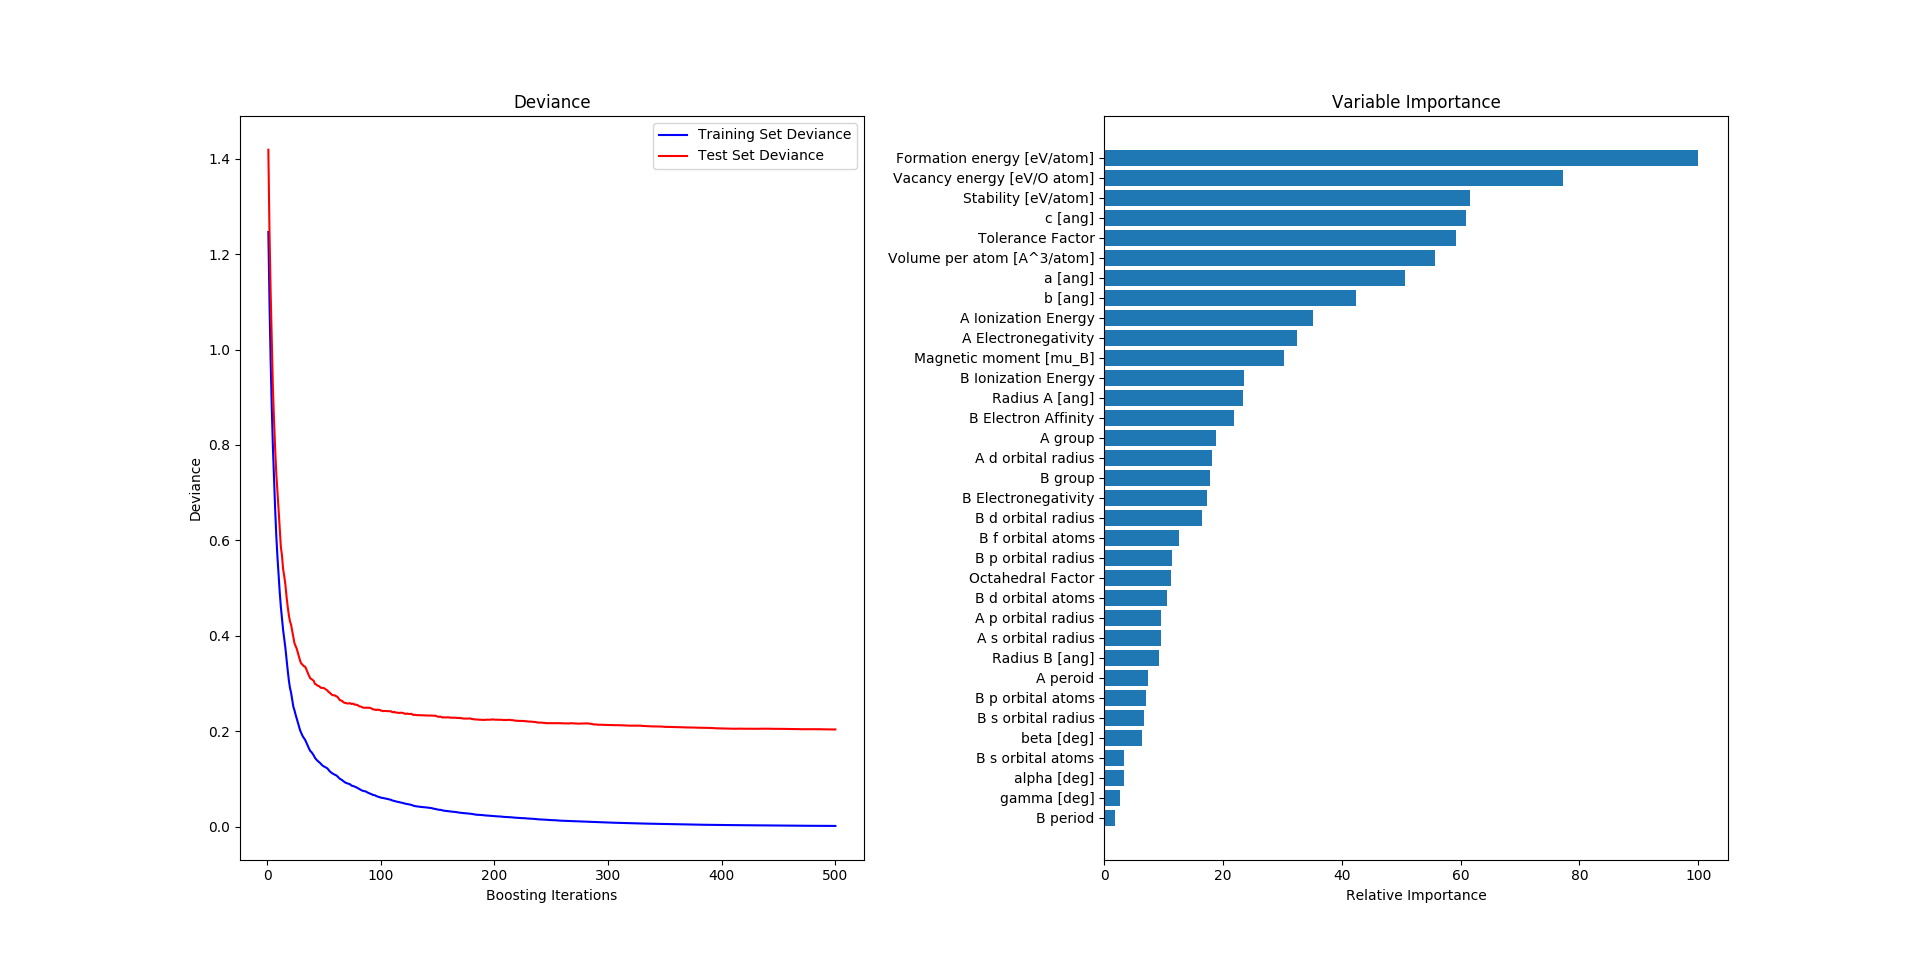 Deviance
Training Set Deviance
Test Set Deviance
1.4
1.2
1.0
0.8
0.6
0.4
0.2
0.0
Deviance
0 100 200 300 400 500
Boosting Iterations
Variable Importance
Formation energy [eV/atom]
Vacancy energy [eV/O atom]
Stability [eV/atom]
c [ang]
Tolerance Factor
Volume per atom [A^3/atom]
a [ang]
b [ang]
A Ionization Energy
A Electronegativity
Magnetic moment [mu_B]
B Ionization Energy
Radius A [ang]
B Electron Affinity
A group
A d orbital radius
B group
B Electronegativity
B d orbital radius
B f orbital atoms
B p orbital radius
Octahedral Factor
B d orbital atoms
A p orbital radius
A s orbital radius
Radius B [ang]
A peroid
B p orbital atoms
B s orbital radius
beta [deg]
B s orbital atoms
alpha [deg]
gamma [deg]
B period
0 20 40 60 80 100
Relative Importance